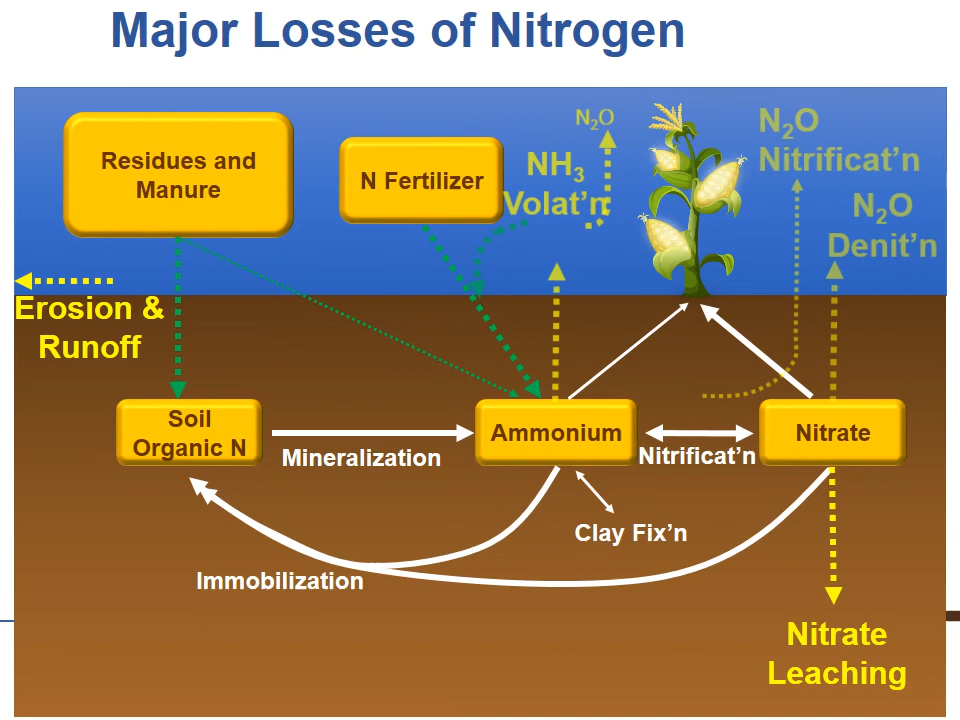 Major Losses of Nitrogen
Residues and
Manure
N Fertilizer
N₂O
NH₃
Volat’n
N₂O
Nitrificat’n
N₂O
Denit’n
Erosion &
Runoff
Soil
Organic N
Mineralization
Ammonium
Nitrificat’n
Nitrate
Clay Fix’n
Immobilization
Nitrate
Leaching